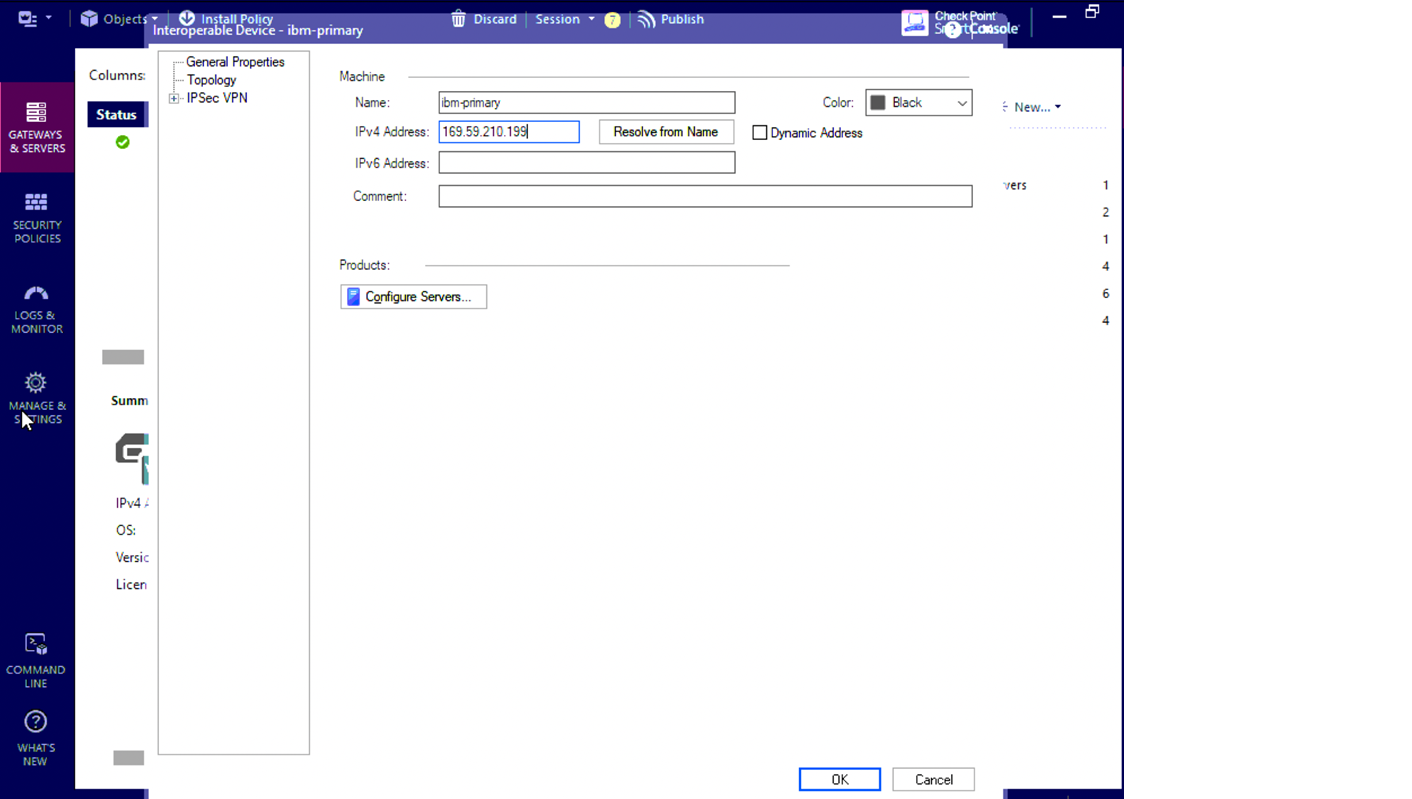 Objects
Install Policy
Discard
Session
7
Publish
Check Point
SmartConsole
Interoperable Device - ibm-primary
GATEWAYS
& SERVERS
SECURITY
POLICIES
LOGS &
MONITOR
MANAGE &
SETTINGS
COMMAND
LINE
WHAT'S
NEW
Columns:
Status
Summ
IPv4 A
OS:
Versic
Licen
General Properties
Topology
IPSec VPN
Machine
Name:
ibm-primary
Color:
Black
IPv4 Address:
169.59.210.199
Resolve from Name
Dynamic Address
IPv6 Address:
Comment:
Products:
Configure Servers...
OK
Cancel
New...
vers
1
2
1
4
6
4